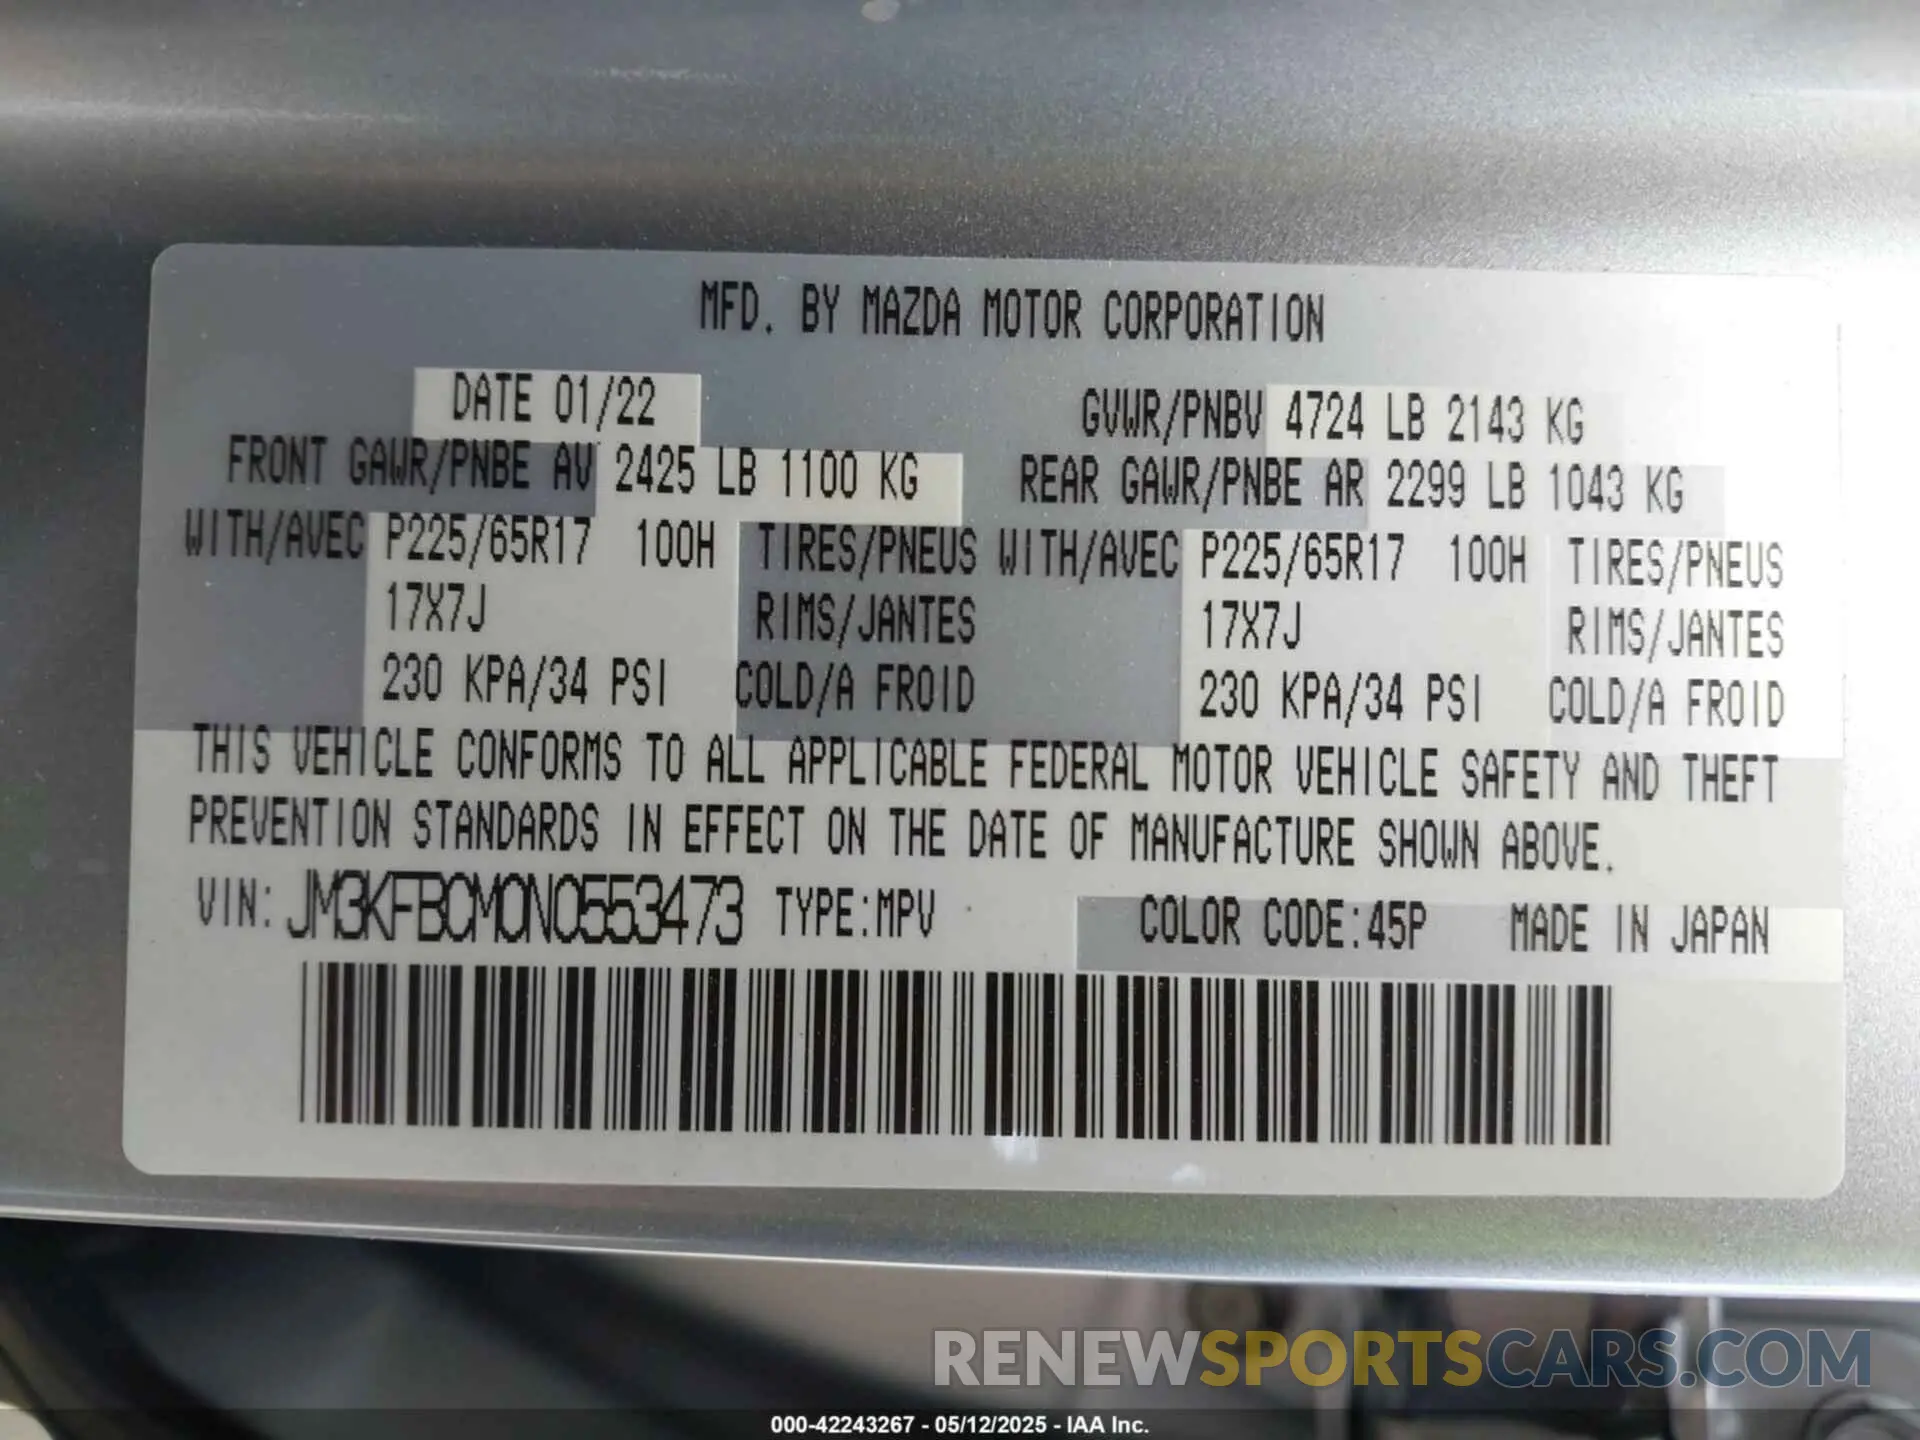 MFD. BY MAZDA MOTOR CORPORATION
DATE 01/22 GVWR/PNBV 4724 LB 2143 KG
FRONT GAWR/PNBE AV 2425 LB 1100 KG REAR GAWR/PNBE AR 2299 LB 1043 KG
WITH/AVEC P225/65R17 100H TIRES/PNEUS WITH/AVEC P225/65R17 100H TIRES/PNEUS
17X7J RIMS/JANTES 17X7J RIMS/JANTES
230 KPA/34 PSI COLD/A FROID 230 KPA/34 PSI COLD/A FROID
THIS VEHICLE CONFORMS TO ALL APPLICABLE FEDERAL MOTOR VEHICLE SAFETY AND THEFT
PREVENTION STANDARDS IN EFFECT ON THE DATE OF MANUFACTURE SHOWN ABOVE.
VIN: JM3KFBCM0N0553473 TYPE:MPV COLOR CODE:45P MADE IN JAPAN
RENEWSPORTSCARS.COM
000-42243267 - 05/12/2025 - IAA Inc.